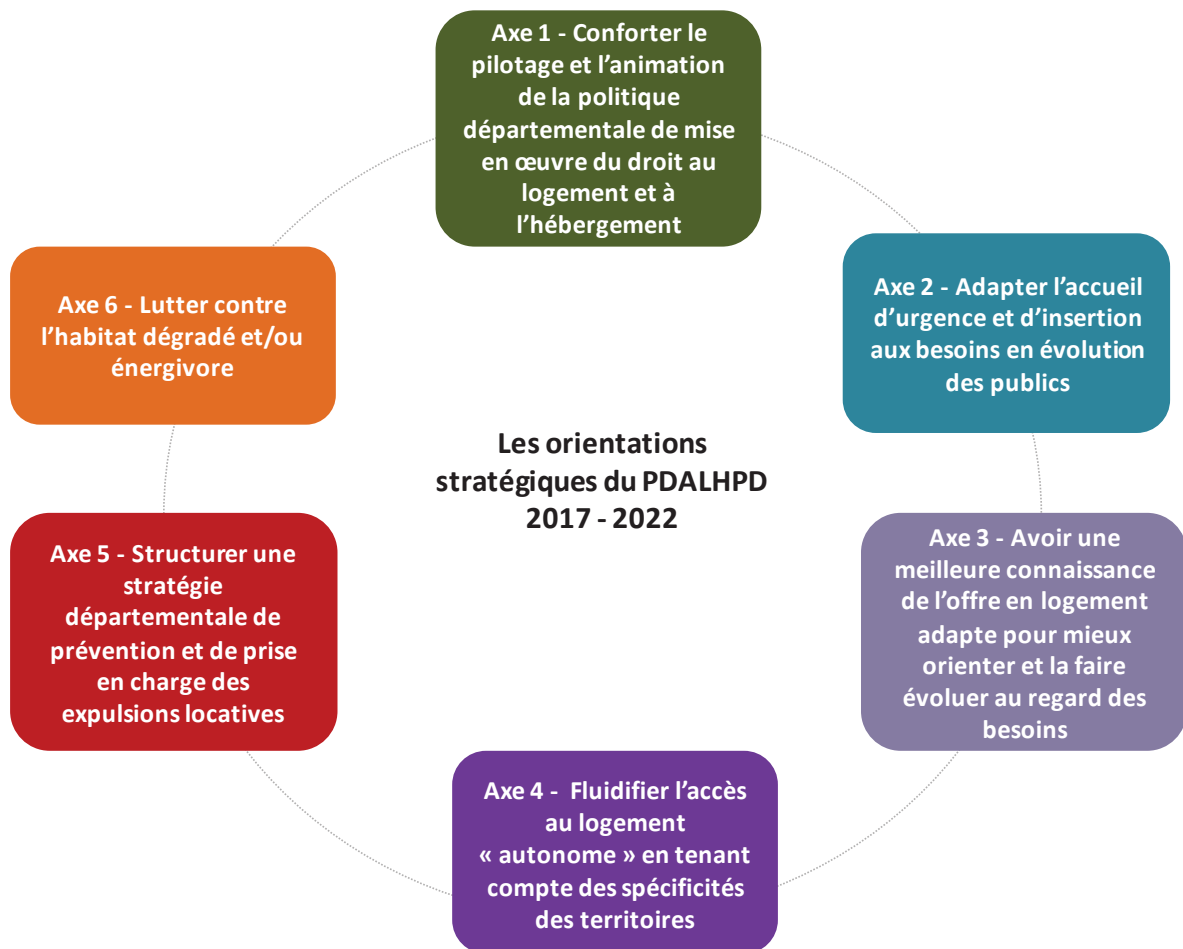 Axe 1 - Conforter le
pilotage et l'animation
de la politique
départementale de mise
en œuvre du droit au
logement et à
l'hébergement
Axe 2 - Adapter l'accueil
d'urgence et d'insertion
aux besoins en évolution
des publics
Axe 3 - Avoir une
meilleure connaissance
de l'offre en logement
adapte pour mieux
orienter et la faire
évoluer au regard des
besoins
Axe 4 - Fluidifier l'accès
au logement
« autonome » en tenant
compte des spécificités
des territoires
Axe 5 - Structurer une
stratégie
départementale de
prévention et de prise
en charge des
expulsions locatives
Axe 6 - Lutter contre
l'habitat dégradé et/ou
énergivore
Les orientations
stratégiques du PDALHPD
2017 - 2022